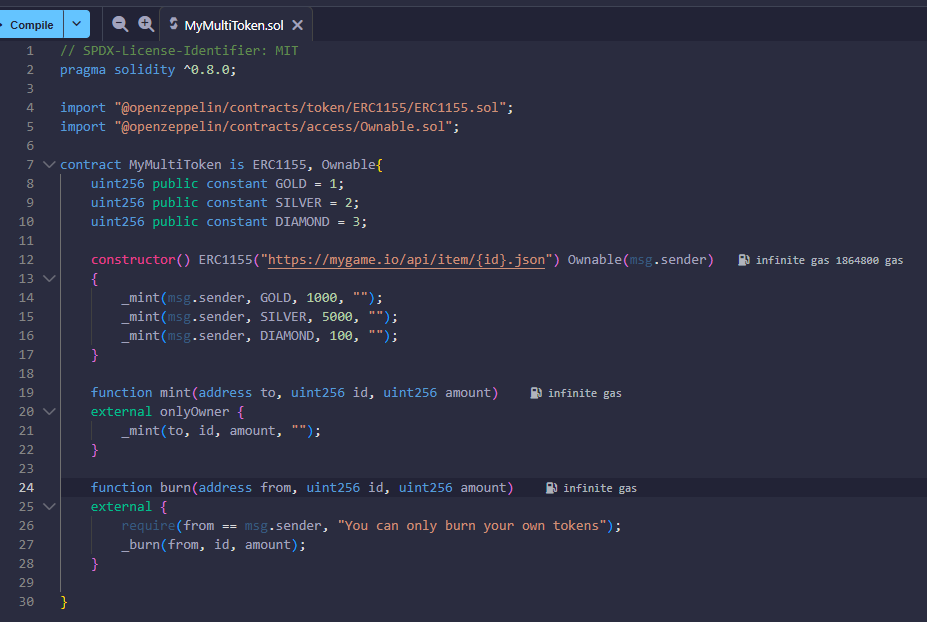 Compile
MyMultiToken.sol
1 // SPDX-License-Identifier: MIT
2 pragma solidity ^0.8.0;
3
4 import "@openzeppelin/contracts/token/ERC1155/ERC1155.sol";
5 import "@openzeppelin/contracts/access/Ownable.sol";
6
7 contract MyMultiToken is ERC1155, Ownable{
8 uint256 public constant GOLD = 1;
9 uint256 public constant SILVER = 2;
10 uint256 public constant DIAMOND = 3;
11
12 constructor() ERC1155("https://mygame.io/api/item/{id}.json") Ownable(msg.sender) infinite gas 1864800 gas
13 {
14 _mint(msg.sender, GOLD, 1000, "");
15 _mint(msg.sender, SILVER, 5000, "");
16 _mint(msg.sender, DIAMOND, 100, "");
17 }
18
19 function mint(address to, uint256 id, uint256 amount) infinite gas
20 external onlyOwner {
21 _mint(to, id, amount, "");
22 }
23
24 function burn(address from, uint256 id, uint256 amount) infinite gas
25 external {
26 require(from == msg.sender, "You can only burn your own tokens");
27 _burn(from, id, amount);
28 }
29
30 }